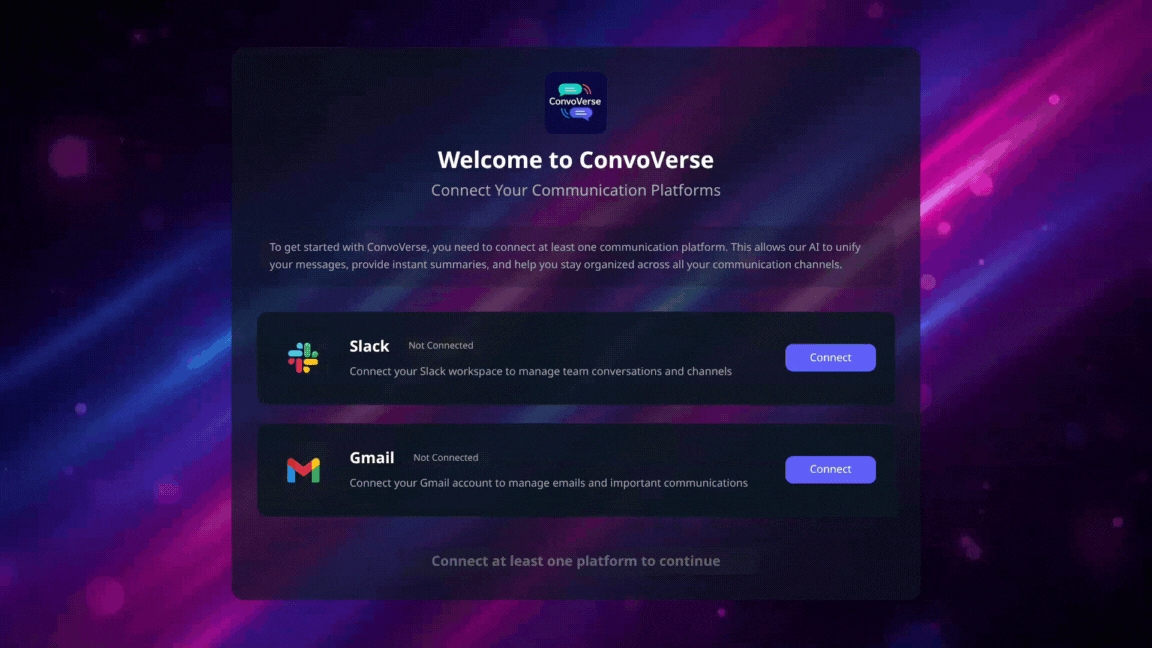 ConvoVerse
Welcome to ConvoVerse
Connect Your Communication Platforms
To get started with ConvoVerse, you need to connect at least one communication platform. This allows our AI to unify
your messages, provide instant summaries, and help you stay organized across all your communication channels.
Slack Not Connected
Connect your Slack workspace to manage team conversations and channels
Connect
Gmail Not Connected
Connect your Gmail account to manage emails and important communications
Connect
Connect at least one platform to continue